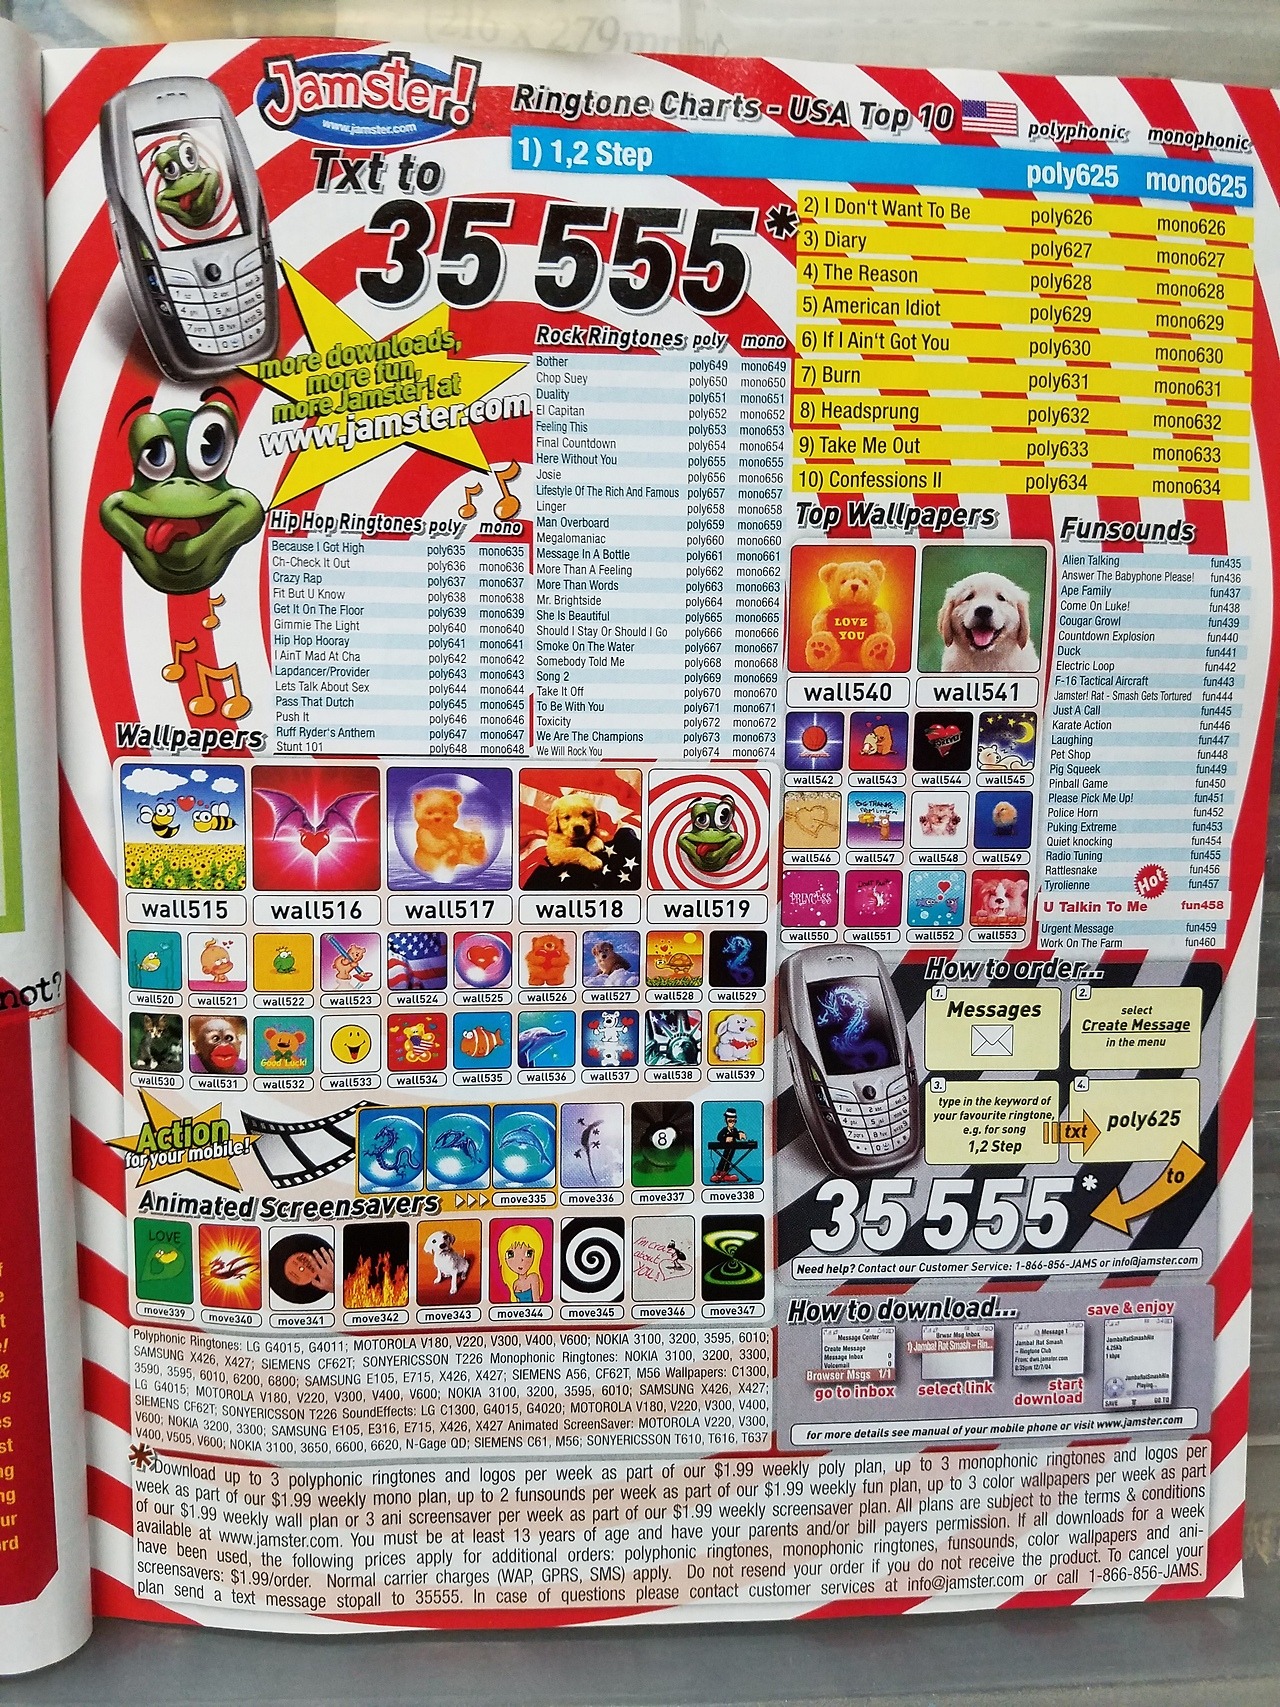 (216 x 279mm
Jamster!
www.jamster.com
Ringtone Charts - USA Top 10
polyphonic monophonic
1) 1,2 Step poly625 mono625
2) I Don't Want To Be poly626 mono626
3) Diary poly627 mono627
4) The Reason poly628 mono628
5) American Idiot poly629 mono629
6) If I Ain't Got You poly630 mono630
7) Burn poly631 mono631
8) Headsprung poly632 mono632
9) Take Me Out poly633 mono633
10) Confessions II poly634 mono634
Txt to
35 555*
more downloads,
more fun,
more Jamster! at
www.jamster.com
Rock Ringtones poly mono
Bother poly649 mono649
Chop Suey poly650 mono650
Duality poly651 mono651
El Capitan poly652 mono652
Feeling This poly653 mono653
Final Countdown poly654 mono654
Here Without You poly655 mono655
Josie poly656 mono656
Lifestyle Of The Rich And Famous poly657 mono657
Linger poly658 mono658
Man Overboard poly659 mono659
Megalomaniac poly660 mono660
Message In A Bottle poly661 mono661
More Than A Feeling poly662 mono662
More Than Words poly663 mono663
Mr. Brightside poly664 mono664
She Is Beautiful poly665 mono665
Should I Stay Or Should I Go poly666 mono666
Smoke On The Water poly667 mono667
Somebody Told Me poly668 mono668
Song 2 poly669 mono669
Take It Off poly670 mono670
To Be With You poly671 mono671
Toxicity poly672 mono672
We Are The Champions poly673 mono673
We Will Rock You poly674 mono674
Hip Hop Ringtones poly mono
Because I Got High poly635 mono635
Ch-Check It Out poly636 mono636
Crazy Rap poly637 mono637
Fit But U Know poly638 mono638
Get It On The Floor poly639 mono639
Gimmie The Light poly640 mono640
Hip Hop Hooray poly641 mono641
I AinT Mad At Cha poly642 mono642
Lapdancer/Provider poly643 mono643
Lets Talk About Sex poly644 mono644
Pass That Dutch poly645 mono645
Push It poly646 mono646
Ruff Ryder's Anthem poly647 mono647
Stunt 101 poly648 mono648
Top Wallpapers
LOVE
YOU
wall540 wall541
wall542 wall543 wall544 wall545
wall546 wall547 wall548 wall549
PRINCESS
wall550 wall551 wall552 wall553
Funsounds
Alien Talking fun435
Answer The Babyphone Please! fun436
Ape Family fun437
Come On Luke! fun438
Cougar Growl fun439
Countdown Explosion fun440
Duck fun441
Electric Loop fun442
F-16 Tactical Aircraft fun443
Jamster! Rat - Smash Gets Tortured fun444
Just A Call fun445
Karate Action fun446
Laughing fun447
Pet Shop fun448
Pig Squeek fun449
Pinball Game fun450
Please Pick Me Up! fun451
Police Horn fun452
Puking Extreme fun453
Quiet knocking fun454
Radio Tuning fun455
Rattlesnake fun456
Tyrolienne fun457
Hot
U Talkin To Me fun458
Urgent Message fun459
Work On The Farm fun460
Wallpapers
wall515 wall516 wall517 wall518 wall519
wall520 wall521 wall522 wall523 wall524 wall525 wall526 wall527 wall528 wall529
Good Luck!
wall530 wall531 wall532 wall533 wall534 wall535 wall536 wall537 wall538 wall539
Action
for your mobile!
8
Animated Screensavers
move335 move336 move337 move338
LOVE
I'm crazy
about
YOU!
move339 move340 move341 move342 move343 move344 move345 move346 move347
How to order...
1.
Messages
2.
select
Create Message
in the menu
3.
type in the keyword of
your favourite ringtone,
e.g. for song
1,2 Step
txt
4.
poly625
to
35 555*
Need help? Contact our Customer Service: 1-866-856-JAMS or info@jamster.com
How to download...
save & enjoy
Message Center
Create Message
Message Inbox 0
Voicemail 0
Browser Msgs 1/1
go to inbox
Brwsr Msg Inbox
1) Jamba! Rat Smash - Rin...
select link
Message 1
Jamba! Rat Smash
- Ringtone Club
start
download
JambaRatSmashRin
4.25Kb
1 kbps
JambaRatSmashRin
Playing...
SAVE GO TO
for more details see manual of your mobile phone or visit www.jamster.com
Polyphonic Ringtones: LG G4015, G4011; MOTOROLA V180, V220, V300, V400, V600; NOKIA 3100, 3200, 3595, 6010;
SAMSUNG X426, X427; SIEMENS CF62T; SONYERICSSON T226 Monophonic Ringtones: NOKIA 3100, 3200, 3300,
3590, 3595, 6010, 6200, 6800; SAMSUNG E105, E715, X426, X427; SIEMENS A56, CF62T, M56 Wallpapers: C1300,
LG G4015; MOTOROLA V180, V220, V300, V400, V600; NOKIA 3100, 3200, 3595, 6010; SAMSUNG X426, X427;
SIEMENS CF62T; SONYERICSSON T226 SoundEffects: LG C1300, G4015, G4020; MOTOROLA V180, V220, V300, V400,
V600; NOKIA 3200, 3300; SAMSUNG E105, E316, E715, X426, X427 Animated ScreenSaver: MOTOROLA V220, V300,
V400, V505, V600; NOKIA 3100, 3650, 6600, 6620, N-Gage QD; SIEMENS C61, M56; SONYERICSSON T610, T616, T637
*Download up to 3 polyphonic ringtones and logos per week as part of our $1.99 weekly poly plan, up to 3 monophonic ringtones and logos per
week as part of our $1.99 weekly mono plan, up to 2 funsounds per week as part of our $1.99 weekly fun plan, up to 3 color wallpapers per week as part
of our $1.99 weekly wall plan or 3 ani screensaver per week as part of our $1.99 weekly screensaver plan. All plans are subject to the terms & conditions
available at www.jamster.com. You must be at least 13 years of age and have your parents and/or bill payers permission. If all downloads for a week
have been used, the following prices apply for additional orders: polyphonic ringtones, monophonic ringtones, funsounds, color wallpapers and ani-
screensavers: $1.99/order. Normal carrier charges (WAP, GPRS, SMS) apply. Do not resend your order if you do not receive the product. To cancel your
plan send a text message stopall to 35555. In case of questions please contact customer services at info@jamster.com or call 1-866-856-JAMS.
not?